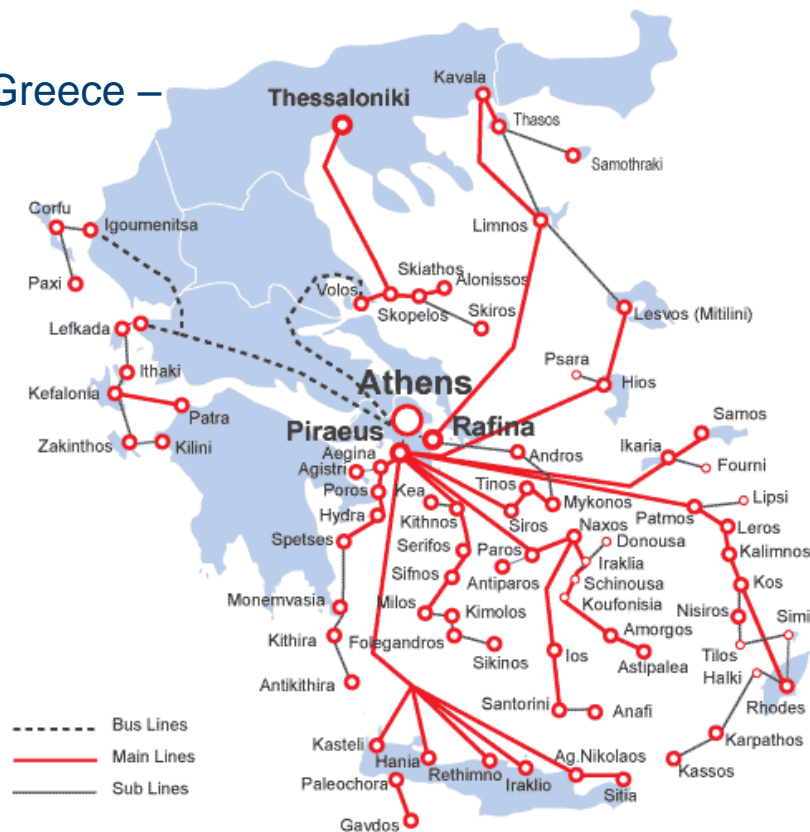 Greece –
Kavala
Thessaloniki
Thasos
Samothraki
Corfu
Igoumenitsa
Limnos
Paxi
Skiathos
Alonissos
Volos
Skopelos
Skiros
Lesvos (Mitilini)
Lefkada
Psara
Ithaki
Hios
Athens
Kefalonia
Patra
Piraeus
Rafina
Samos
Zakinthos
Kilini
Aegina
Andros
Ikaria
Agistri
Fourni
Tinos
Poros
Kea
Mykonos
Lipsi
Hydra
Kithnos
Siros
Patmos
Naxos
Leros
Spetses
Serifos
Paros
Donousa
Kalimnos
Iraklia
Sifnos
Antiparos
Schinousa
Kos
Monemvasia
Milos
Kimolos
Koufonisia
Nisiros
Simi
Kithira
Folegandros
Amorgos
Sikinos
Ios
Astipalea
Tilos
Halki
Antikithira
Santorini
Anafi
Rhodes
Bus Lines
Karpathos
Kasteli
Main Lines
Hania
Ag.Nikolaos
Kassos
Rethimno
Paleochora
Iraklio
Sub Lines
Sitia
Gavdos